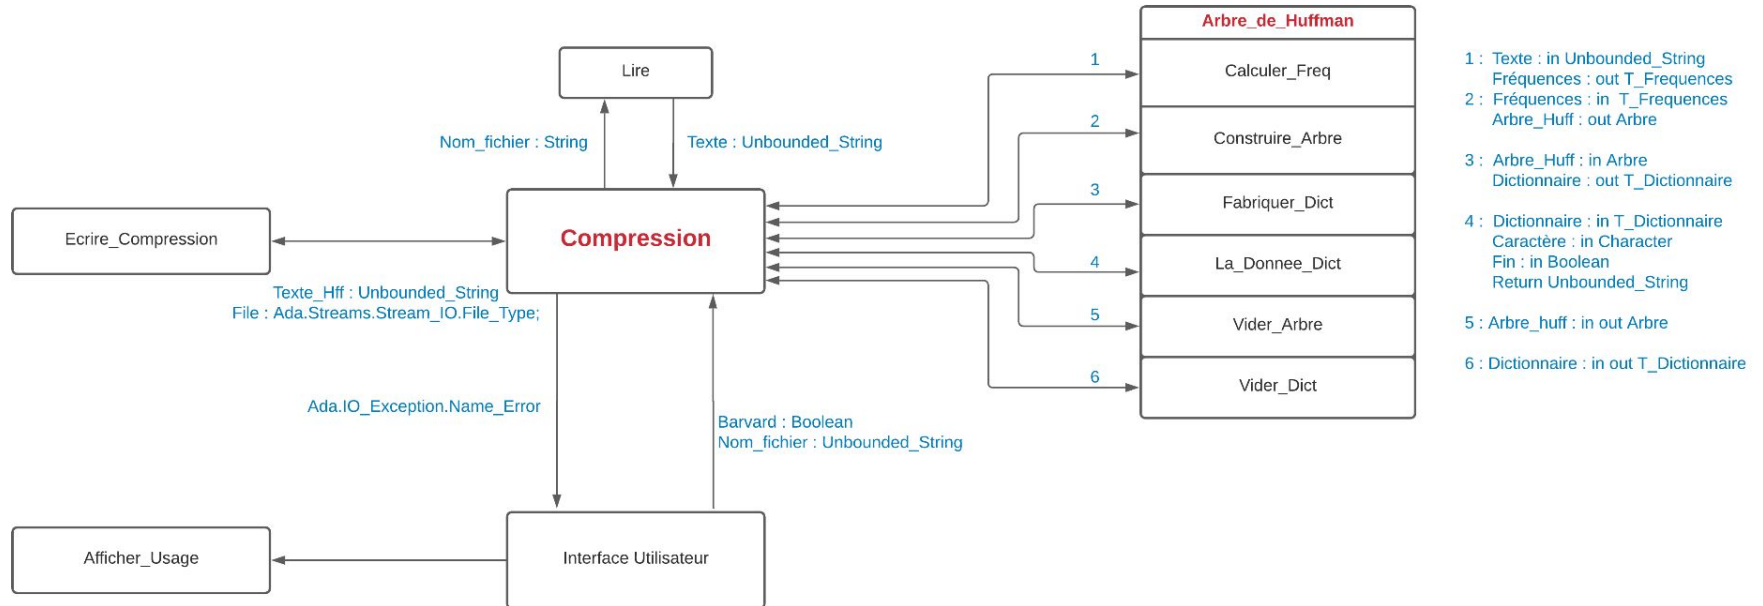 Arbre_de_Huffman
Lire
1
Calculer_Freq
2
Construire_Arbre
3
Fabriquer_Dict
4
La_Donnee_Dict
5
Vider_Arbre
6
Vider_Dict
1 : Texte : in Unbounded_String
Fréquences : out T_Frequences
2 : Fréquences : in T_Frequences
Arbre_Huff : out Arbre
3 : Arbre_Huff : in Arbre
Dictionnaire : out T_Dictionnaire
4 : Dictionnaire : in T_Dictionnaire
Caractère : in Character
Fin : in Boolean
Return Unbounded_String
5 : Arbre_huff : in out Arbre
6 : Dictionnaire : in out T_Dictionnaire
Nom_fichier : String
Texte : Unbounded_String
Ecrire_Compression
Compression
Texte_Hff : Unbounded_String
File : Ada.Streams.Stream_IO.File_Type;
Ada.IO_Exception.Name_Error
Barvard : Boolean
Nom_fichier : Unbounded_String
Afficher_Usage
Interface Utilisateur